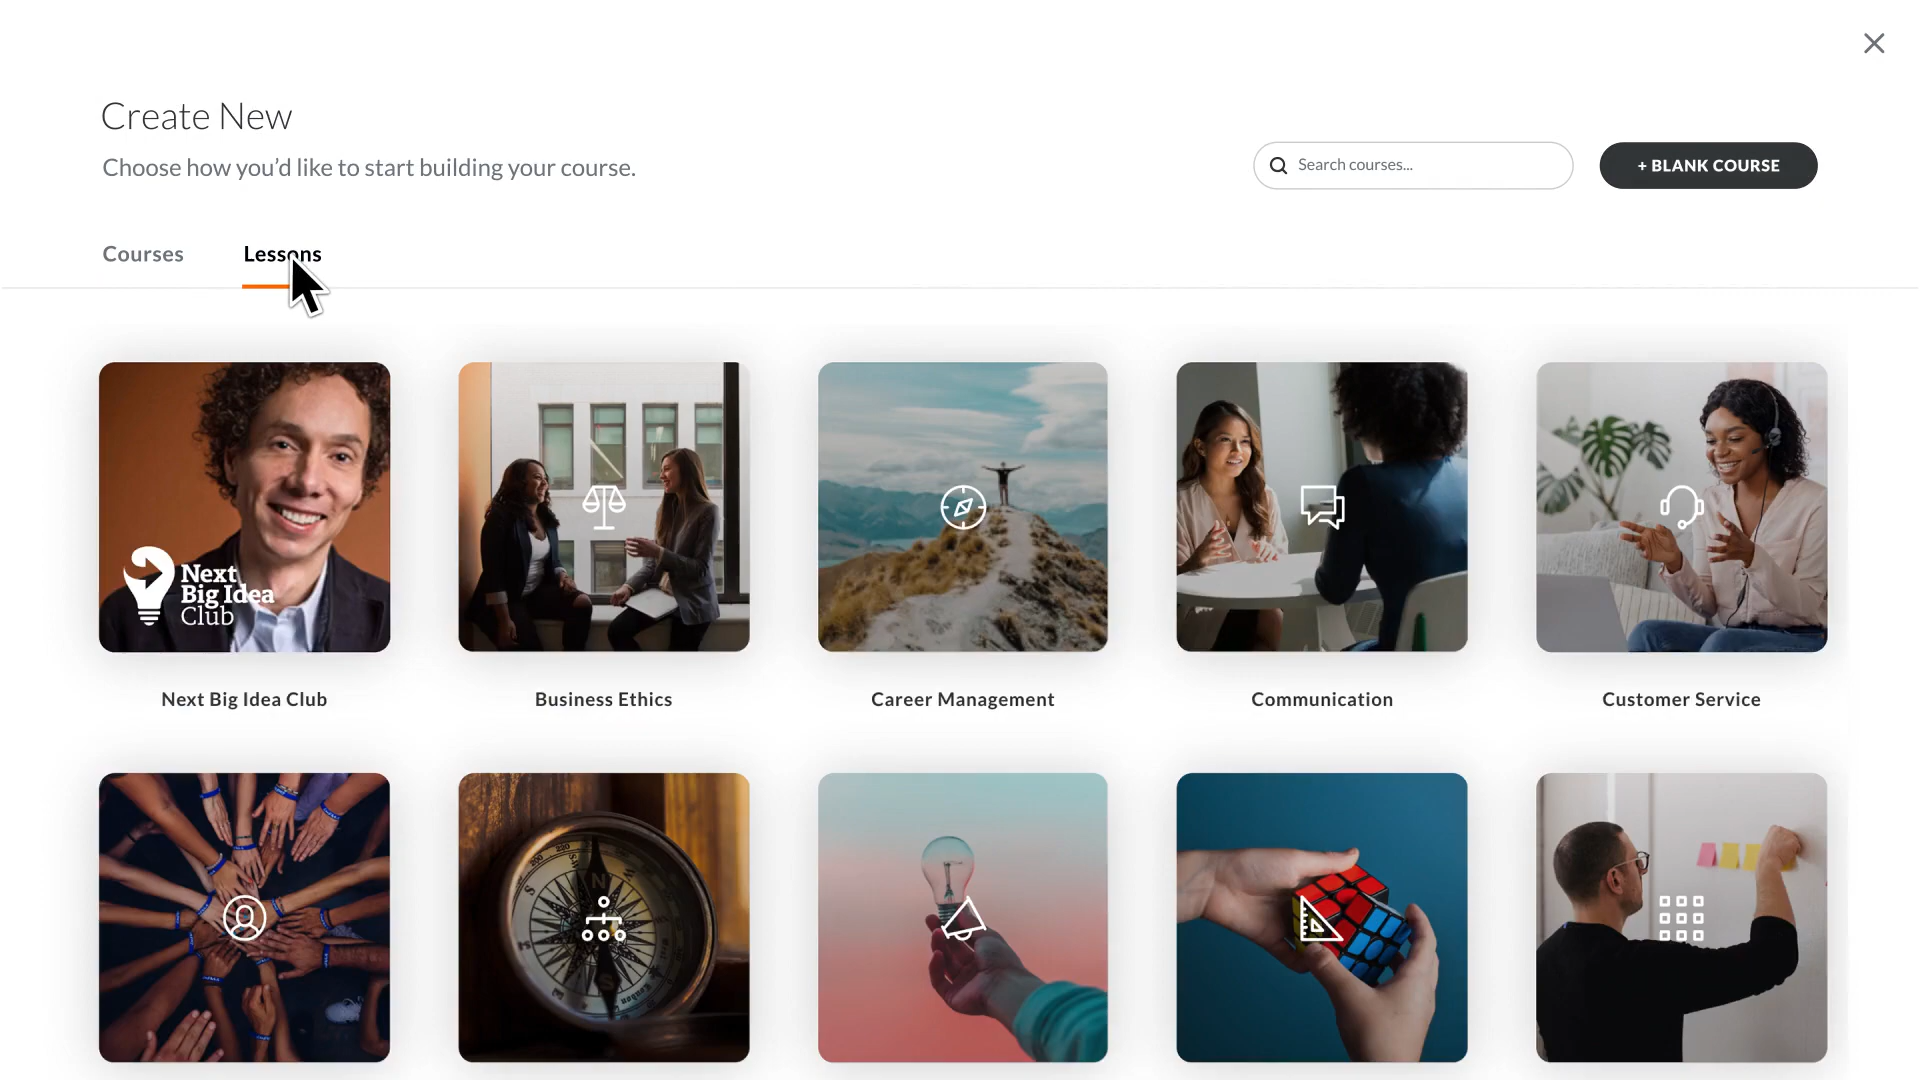 Create New
Choose how you’d like to start building your course.
Search courses...
+ BLANK COURSE
Courses
Lessons
Next
Big Idea
Club
Next Big Idea Club
Business Ethics
Career Management
Communication
Customer Service
N
S